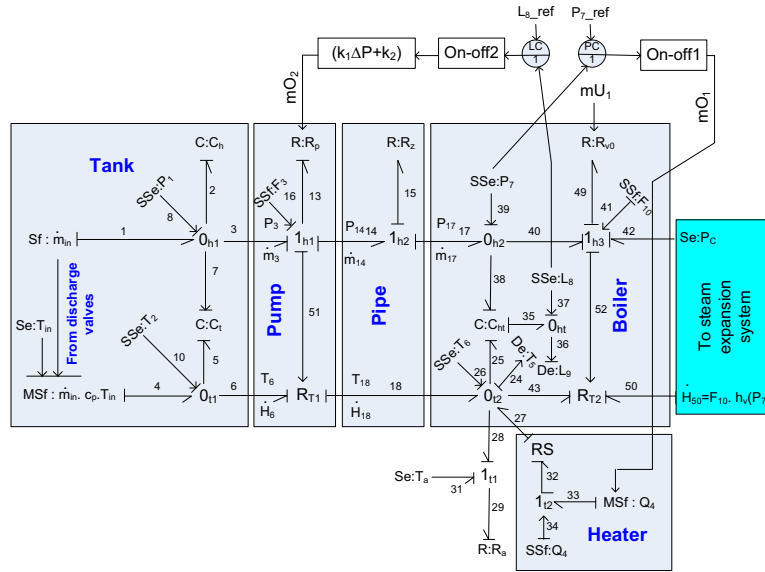 L8_ref
P7_ref
(k1ΔP+k2)
On-off2
LC
1
PC
1
On-off1
mO2
mU1
mO1
Tank
C:Ch
R:Rp
R:Rz
R:Rv0
SSe:P1
2
SSf:F3
16
13
15
SSe:P7
49
41
SSf:F10
8
39
Sf : ṁin
1
0h1
3
P3
ṁ3
1h1
P14
14
ṁ14
1h2
P17
17
ṁ17
0h2
40
1h3
42
Se:PC
7
38
SSe:L8
From discharge
valves
Pump
51
Pipe
37
52
Boiler
To steam
expansion
system
C:Ct
C:Cht
35
0ht
Se:Tin
SSe:T2
10
5
SSe:T6
26
25
De:T5
24
36
De:L9
MSf : ṁin. cp.Tin
4
0t1
6
T6
Ḣ6
RT1
T18
Ḣ18
18
0t2
43
RT2
50
Ḣ50=F10. hv(P7
27
28
RS
Se:Ta
31
1t1
32
29
1t2
33
MSf : Q4
34
R:Ra
SSf:Q4
Heater